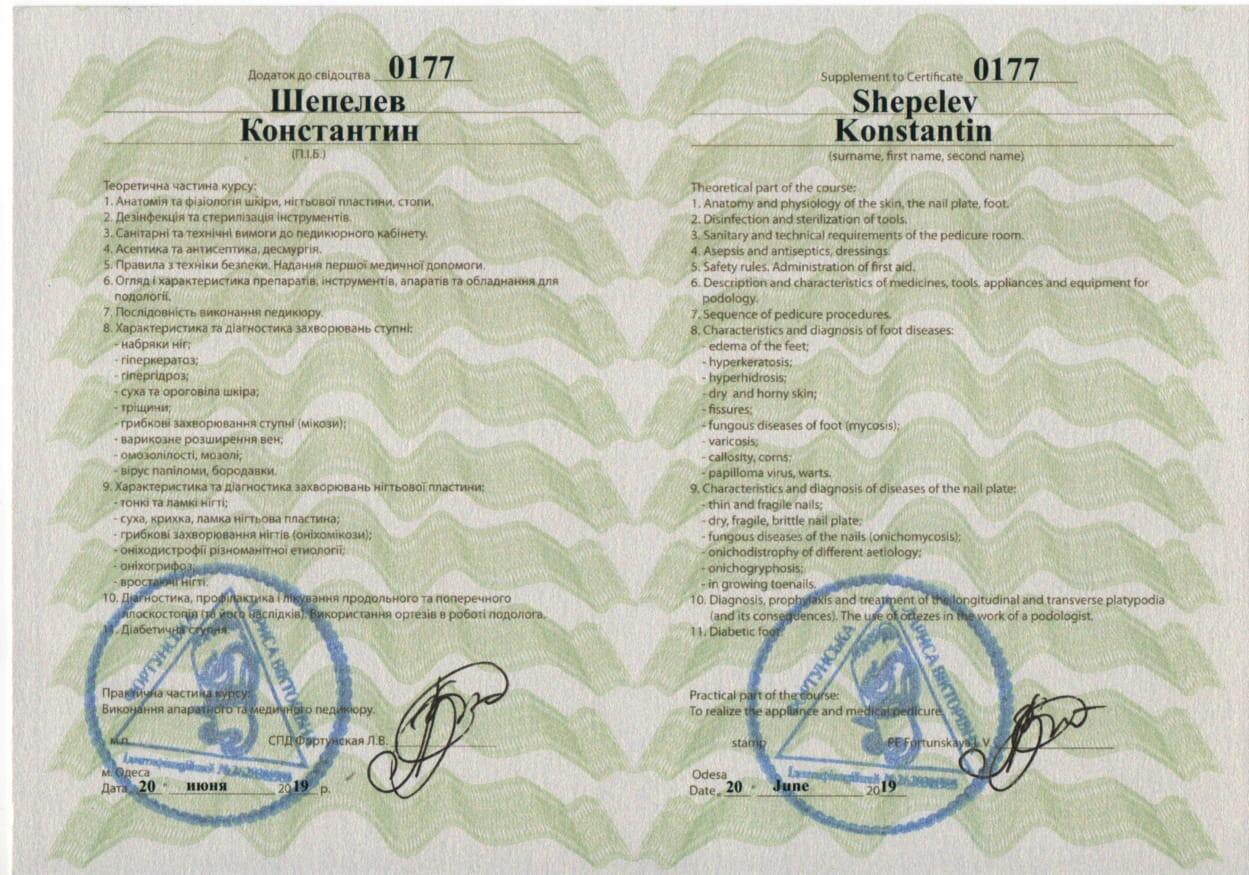 Додаток до свідоцтва 0177
Шепелев
Константин
(П.І.Б.)
Теоретична частина курсу:
1. Анатомія та фізіологія шкіри, нігтьової пластини, стопи.
2. Дезінфекція та стерилізація інструментів.
3. Санітарні та технічні вимоги до педикюрного кабінету.
4. Асептика та антисептика, десмургія.
5. Правила з техніки безпеки. Надання першої медичної допомоги.
6. Огляд і характеристика препаратів, інструментів, апаратів та обладнання для
подології.
7. Послідовність виконання педикюру.
8. Характеристика та діагностика захворювань ступні:
- набряки ніг;
- гіперкератоз;
- гіпергідроз;
- суха та ороговіла шкіра;
- тріщини;
- грибкові захворювання ступні (мікози);
- варикозне розширення вен;
- омозолілості, мозолі;
- вірус папіломи, бородавки.
9. Характеристика та діагностика захворювань нігтьової пластини:
- тонкі та ламкі нігті;
- суха, крихка, ламка нігтьова пластина;
- грибкові захворювання нігтів (оніхомікози);
- оніходистрофії різноманітної етиології;
- оніхогрифоз;
- вростаючі нігті.
10. Діагностика, профілактика і лікування продольного та поперечного
плоскостопія (та його наслідків). Використання ортезів в роботі подолога.
11. Діабетична ступня.
Практична частина курсу:
Виконання апаратного та медичного педикюру.
м.п. СПД Фартунская Л.В.
м. Одеса
Дата 20 июня 2019 р.
Supplement to Certificate 0177
Shepelev
Konstantin
(surname, first name, second name)
Theoretical part of the course:
1. Anatomy and physiology of the skin, the nail plate, foot.
2. Disinfection and sterilization of tools.
3. Sanitary and technical requirements of the pedicure room.
4. Asepsis and antiseptics, dressings.
5. Safety rules. Administration of first aid.
6. Description and characteristics of medicines, tools, appliances and equipment for
podology.
7. Sequence of pedicure procedures.
8. Characteristics and diagnosis of foot diseases:
- edema of the feet;
- hyperkeratosis;
- hyperhidrosis;
- dry and horny skin;
- fissures;
- fungous diseases of foot (mycosis);
- varicosis;
- callosity, corns;
- papilloma virus, warts.
9. Characteristics and diagnosis of diseases of the nail plate:
- thin and fragile nails;
- dry, fragile, brittle nail plate;
- fungous diseases of the nails (onichomycosis);
- onichodistrophy of different aetiology;
- onichogryphosis;
- in growing toenails.
10. Diagnosis, prophylaxis and treatment of the longitudinal and transverse platypodia
(and its consequences). The use of ortezes in the work of a podologist.
11. Diabetic foot.
Practical part of the course:
To realize the appliance and medical pedicure.
stamp PE Fortunskaya L.V.
Odesa
Date 20 June 2019